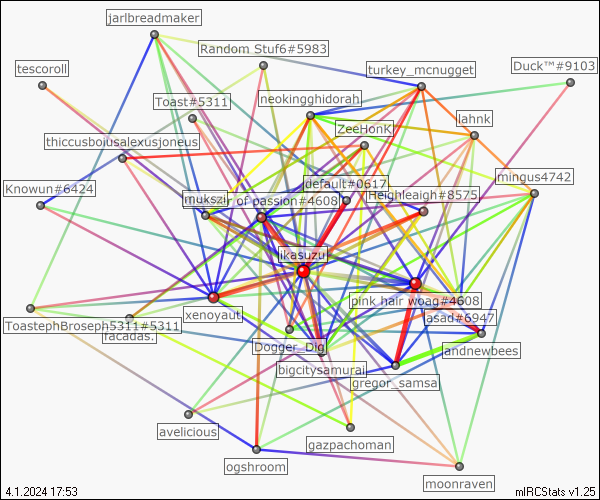 jarlbreadmaker
Random Stuf6#5983
tescoroll
turkey_mcnugget
Duck™#9103
Toast#5311
neokingghidorah
lahnk
ZeeHonK
thiccusboiusalexusjoneus
mingus4742
default#0617
Knowun#6424
mukszi
r of passion#4608
Heighleaigh#8575
ikasuzu
pink hair woag#4608
xenoyaut
asad#6947
ToastephBroseph5311#5311
facadas.
Dogger_Dig
andnewbees
bigcitysamurai
gregor_samsa
avelicious
gazpachoman
ogshroom
moonraven
4.1.2024 17:53
mIRCStats v1.25